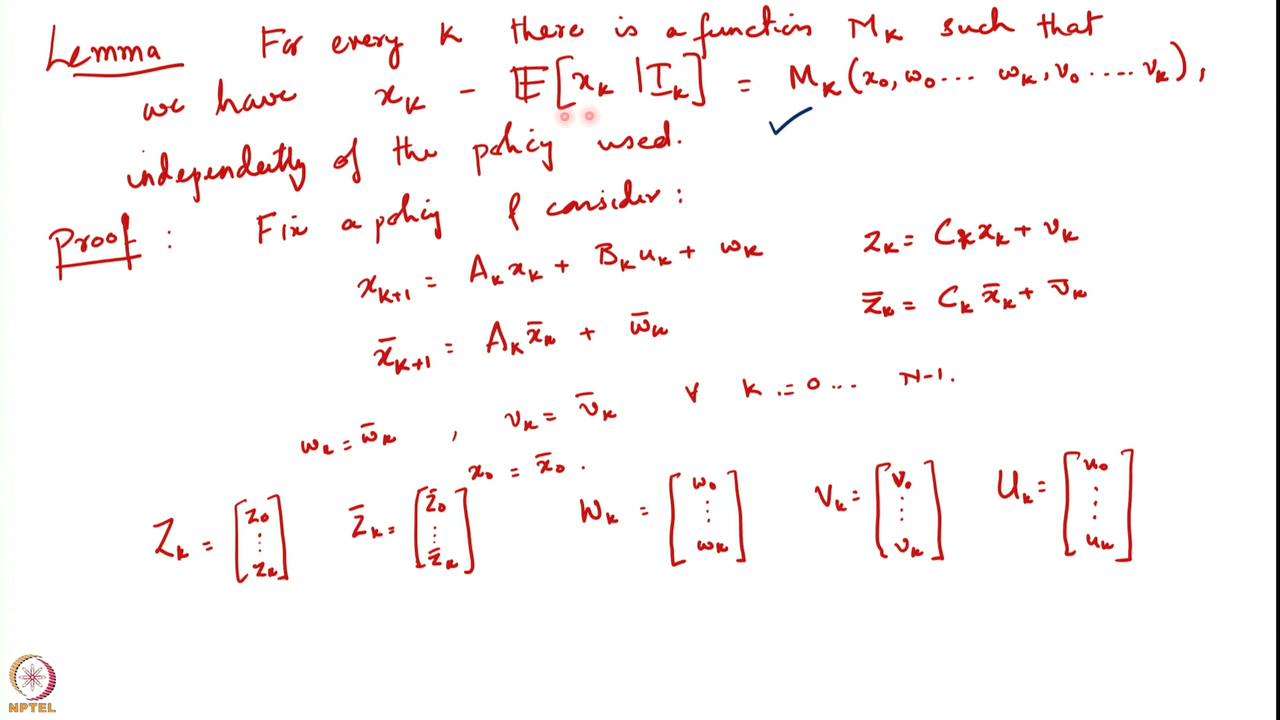 Lemma For every k there is a function M_k such that
we have x_k - 𝔼[x_k | I_k] = M_k(x_0, w_0 ... w_k, v_0 .... v_k),
independently of the policy used.
Proof : Fix a policy & consider :
x_{k+1} = A_k x_k + B_k u_k + w_k z_k = C_k x_k + v_k
x̄_{k+1} = A_k x̄_k + w̄_k z̄_k = C_k x̄_k + v̄_k
w_k = w̄_k , v_k = v̄_k ∀ k = 0 ... N-1.
x_0 = x̄_0 .
Z_k = [z_0 ⋮ z_k] Z̄_k = [z̄_0 ⋮ z̄_k] W_k = [w_0 ⋮ w_k] V_k = [v_0 ⋮ v_k] U_k = [u_0 ⋮ u_k]
NPTEL